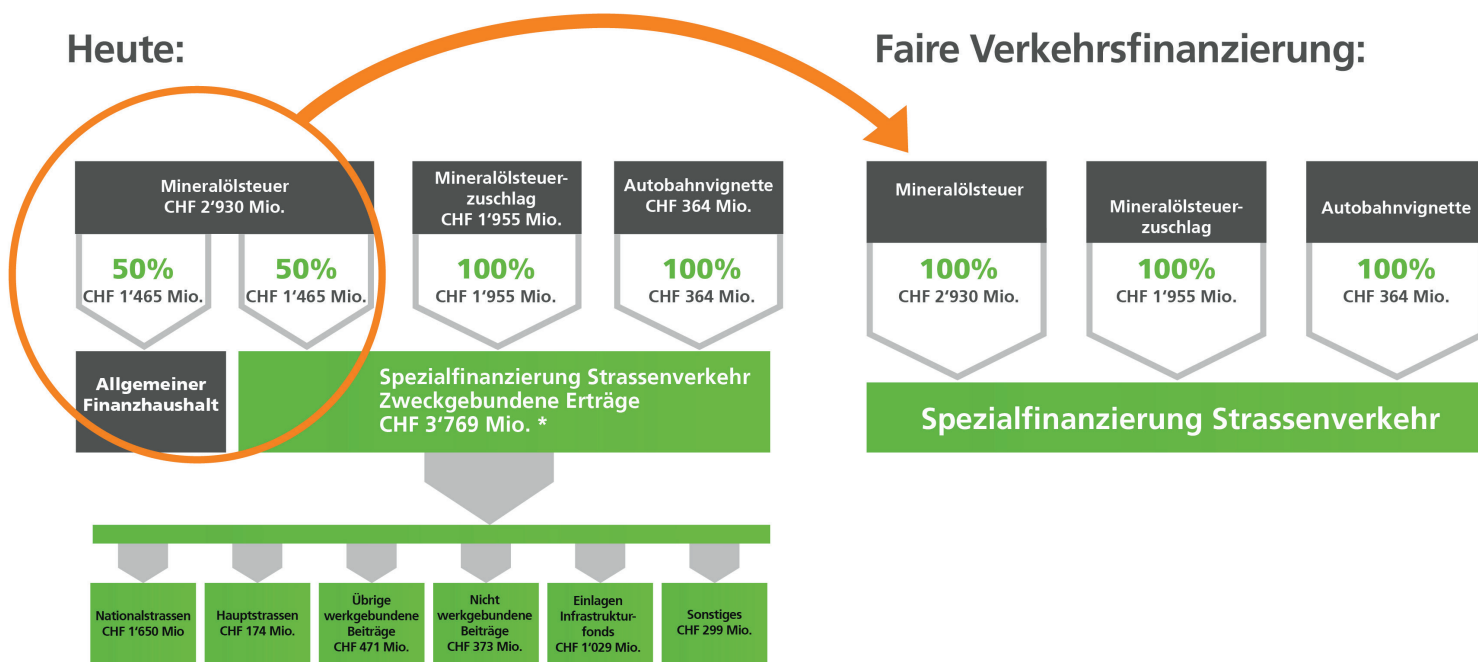 Heute:
Mineralölsteuer
CHF 2'930 Mio.
Mineralölsteuer-
zuschlag
CHF 1'955 Mio.
Autobahnvignette
CHF 364 Mio.
50%
CHF 1'465 Mio.
50%
CHF 1'465 Mio.
100%
CHF 1'955 Mio.
100%
CHF 364 Mio.
Allgemeiner
Finanzhaushalt
Spezialfinanzierung Strassenverkehr
Zweckgebundene Erträge
CHF 3'769 Mio. *
Nationalstrassen
CHF 1'650 Mio
Hauptstrassen
CHF 174 Mio.
Übrige
werkgebundene
Beiträge
CHF 471 Mio.
Nicht
werkgebundene
Beiträge
CHF 373 Mio.
Einlagen
Infrastruktur-
fonds
CHF 1'029 Mio.
Sonstiges
CHF 299 Mio.
Faire Verkehrsfinanzierung:
Mineralölsteuer
Mineralölsteuer-
zuschlag
Autobahnvignette
100%
CHF 2'930 Mio.
100%
CHF 1'955 Mio.
100%
CHF 364 Mio.
Spezialfinanzierung Strassenverkehr